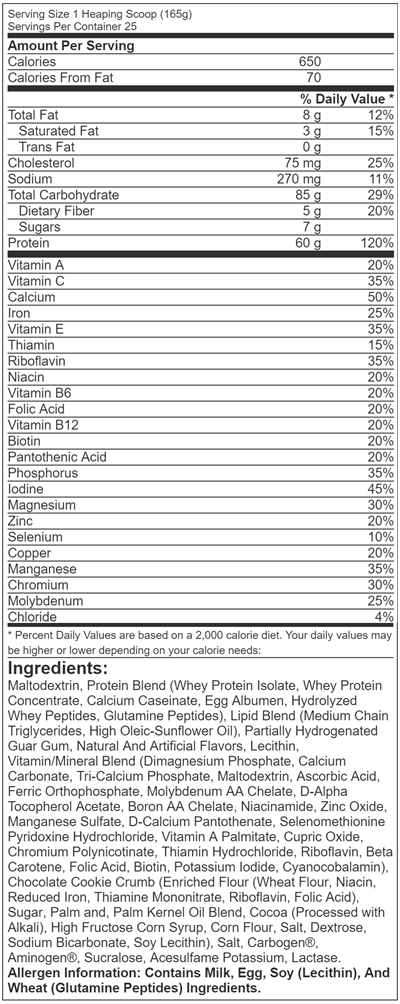 Serving Size 1 Heaping Scoop (165g)
Servings Per Container 25
Amount Per Serving
Calories 650
Calories From Fat 70
% Daily Value *
Total Fat 8 g 12%
Saturated Fat 3 g 15%
Trans Fat 0 g
Cholesterol 75 mg 25%
Sodium 270 mg 11%
Total Carbohydrate 85 g 29%
Dietary Fiber 5 g 20%
Sugars 7 g
Protein 60 g 120%
Vitamin A 20%
Vitamin C 35%
Calcium 50%
Iron 25%
Vitamin E 35%
Thiamin 15%
Riboflavin 35%
Niacin 20%
Vitamin B6 20%
Folic Acid 20%
Vitamin B12 20%
Biotin 20%
Pantothenic Acid 20%
Phosphorus 35%
Iodine 45%
Magnesium 30%
Zinc 20%
Selenium 10%
Copper 20%
Manganese 35%
Chromium 30%
Molybdenum 25%
Chloride 4%
* Percent Daily Values are based on a 2,000 calorie diet. Your daily values may
be higher or lower depending on your calorie needs:
Ingredients:
Maltodextrin, Protein Blend (Whey Protein Isolate, Whey Protein
Concentrate, Calcium Caseinate, Egg Albumen, Hydrolyzed
Whey Peptides, Glutamine Peptides), Lipid Blend (Medium Chain
Triglycerides, High Oleic-Sunflower Oil), Partially Hydrogenated
Guar Gum, Natural And Artificial Flavors, Lecithin,
Vitamin/Mineral Blend (Dimagnesium Phosphate, Calcium
Carbonate, Tri-Calcium Phosphate, Maltodextrin, Ascorbic Acid,
Ferric Orthophosphate, Molybdenum AA Chelate, D-Alpha
Tocopherol Acetate, Boron AA Chelate, Niacinamide, Zinc Oxide,
Manganese Sulfate, D-Calcium Pantothenate, Selenomethionine
Pyridoxine Hydrochloride, Vitamin A Palmitate, Cupric Oxide,
Chromium Polynicotinate, Thiamin Hydrochloride, Riboflavin, Beta
Carotene, Folic Acid, Biotin, Potassium Iodide, Cyanocobalamin),
Chocolate Cookie Crumb (Enriched Flour (Wheat Flour, Niacin,
Reduced Iron, Thiamine Mononitrate, Riboflavin, Folic Acid),
Sugar, Palm and, Palm Kernel Oil Blend, Cocoa (Processed with
Alkali), High Fructose Corn Syrup, Corn Flour, Salt, Dextrose,
Sodium Bicarbonate, Soy Lecithin), Salt, Carbogen®,
Aminogen®, Sucralose, Acesulfame Potassium, Lactase.
Allergen Information: Contains Milk, Egg, Soy (Lecithin), And
Wheat (Glutamine Peptides) Ingredients.